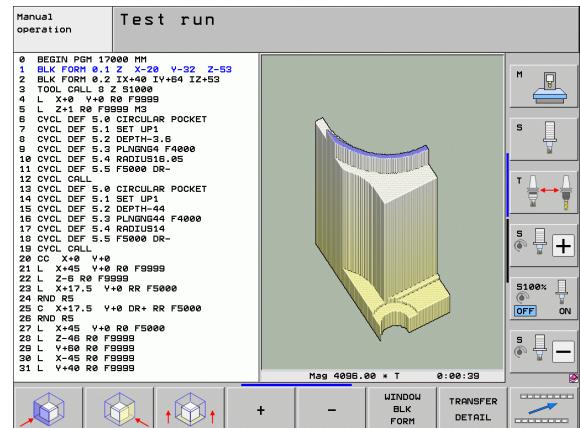 Manual
operation
Test run
0 BEGIN PGM 17000 MM
1 BLK FORM 0.1 Z X-20 Y-32 Z-53
2 BLK FORM 0.2 IX+40 IY+64 IZ+53
3 TOOL CALL 8 Z S1000
4 L X+0 Y+0 R0 F9999
5 L Z+1 R0 F9999 M3
6 CYCL DEF 5.0 CIRCULAR POCKET
7 CYCL DEF 5.1 SET UP1
8 CYCL DEF 5.2 DEPTH-3.6
9 CYCL DEF 5.3 PLNGNG4 F4000
10 CYCL DEF 5.4 RADIUS16.05
11 CYCL DEF 5.5 F5000 DR-
12 CYCL CALL
13 CYCL DEF 5.0 CIRCULAR POCKET
14 CYCL DEF 5.1 SET UP1
15 CYCL DEF 5.2 DEPTH-44
16 CYCL DEF 5.3 PLNGNG44 F4000
17 CYCL DEF 5.4 RADIUS14
18 CYCL DEF 5.5 F5000 DR-
19 CYCL CALL
20 CC X+0 Y+0
21 L X+45 Y+0 R0 F9999
22 L Z-6 R0 F9999
23 L X+17.5 Y+0 RR F5000
24 RND R5
25 C X+17.5 Y+0 DR+ RR F5000
26 RND R5
27 L X+45 Y+0 R0 F5000
28 L Z-46 R0 F9999
29 L Y+60 R0 F9999
30 L X-45 R0 F9999
31 L Y+40 R0 F9999
Mag 4096.00 * T 0:00:39
M
S
T
S
+
S100%
OFF ON
S
−
+
−
WINDOW
BLK
FORM
TRANSFER
DETAIL